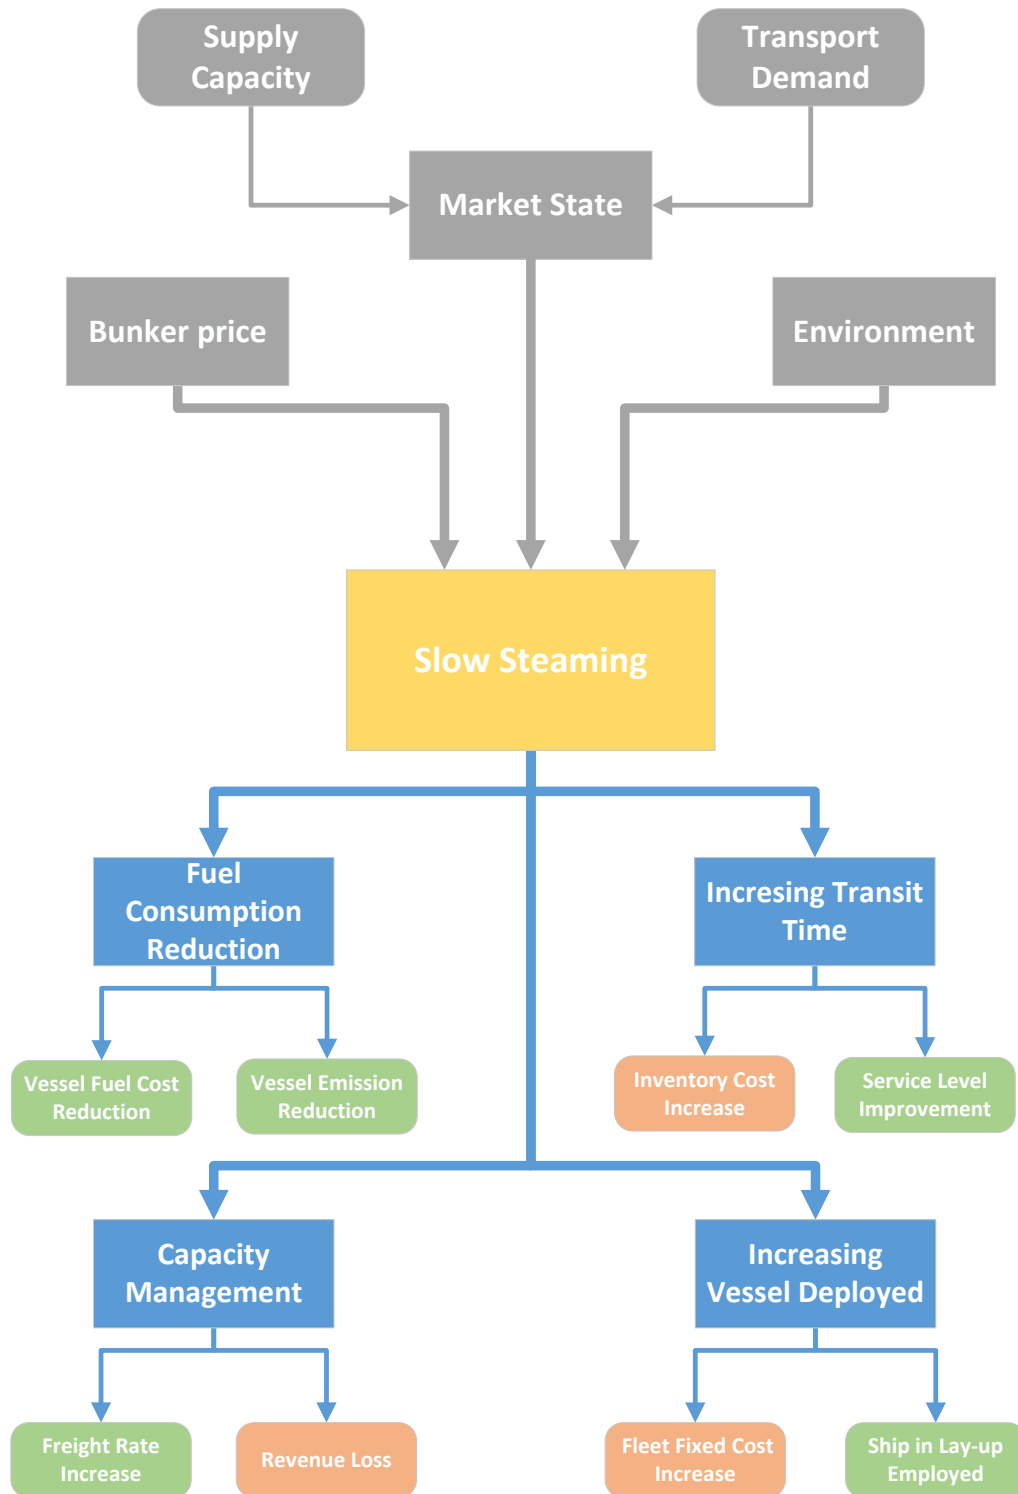 Supply
Capacity
Transport
Demand
Market State
Bunker price
Environment
Slow Steaming
Fuel
Consumption
Reduction
Incresing Transit
Time
Vessel Fuel Cost
Reduction
Vessel Emission
Reduction
Inventory Cost
Increase
Service Level
Improvement
Capacity
Management
Increasing
Vessel Deployed
Freight Rate
Increase
Revenue Loss
Fleet Fixed Cost
Increase
Ship in Lay-up
Employed